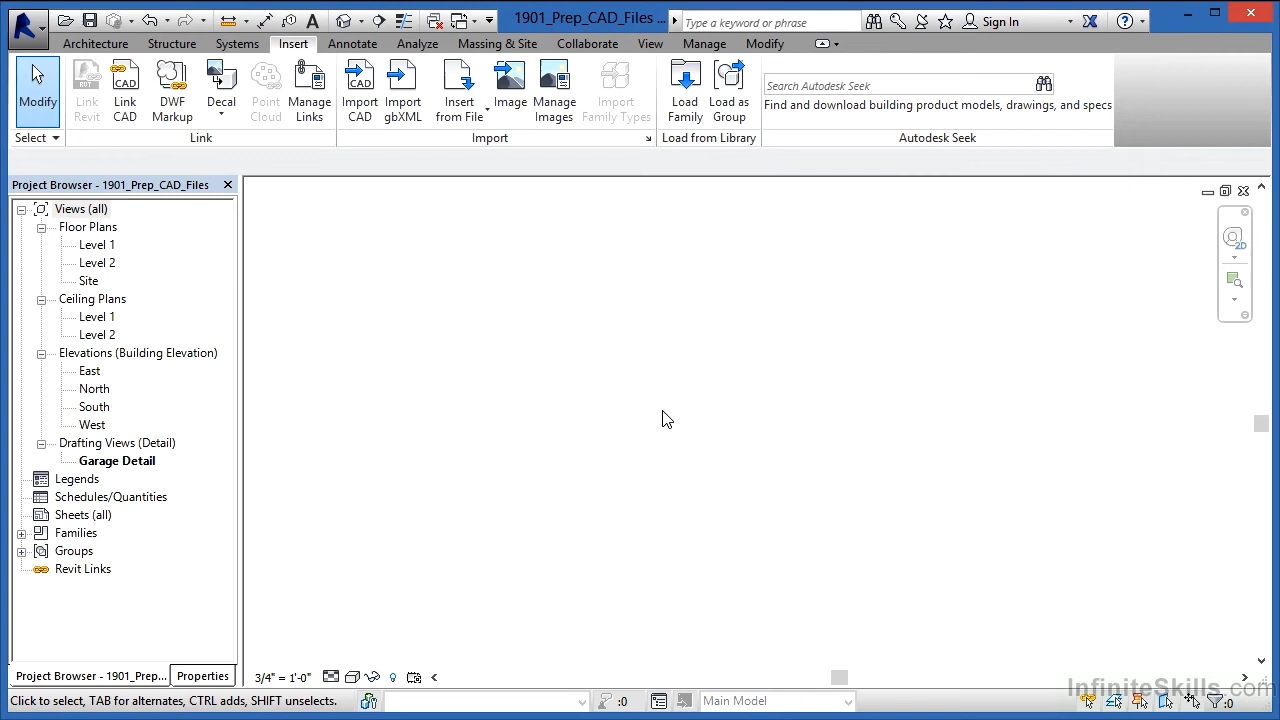 1901_Prep_CAD_Files ...
Type a keyword or phrase
Sign In
Architecture
Structure
Systems
Insert
Annotate
Analyze
Massing & Site
Collaborate
View
Manage
Modify
Modify
Link Revit
Link CAD
DWF Markup
Decal
Point Cloud
Manage Links
Import CAD
Import gbXML
Insert from File
Image
Manage Images
Import Family Types
Load Family
Load as Group
Search Autodesk Seek
Find and download building product models, drawings, and specs
Select
Link
Import
Load from Library
Autodesk Seek
Project Browser - 1901_Prep_CAD_Files
Views (all)
Floor Plans
Level 1
Level 2
Site
Ceiling Plans
Level 1
Level 2
Elevations (Building Elevation)
East
North
South
West
Drafting Views (Detail)
Garage Detail
Legends
Schedules/Quantities
Sheets (all)
Families
Groups
Revit Links
2D
Project Browser - 1901_Prep...
Properties
3/4" = 1'-0"
Click to select, TAB for alternates, CTRL adds, SHIFT unselects.
:0
Main Model
:0
InfiniteSkills.com